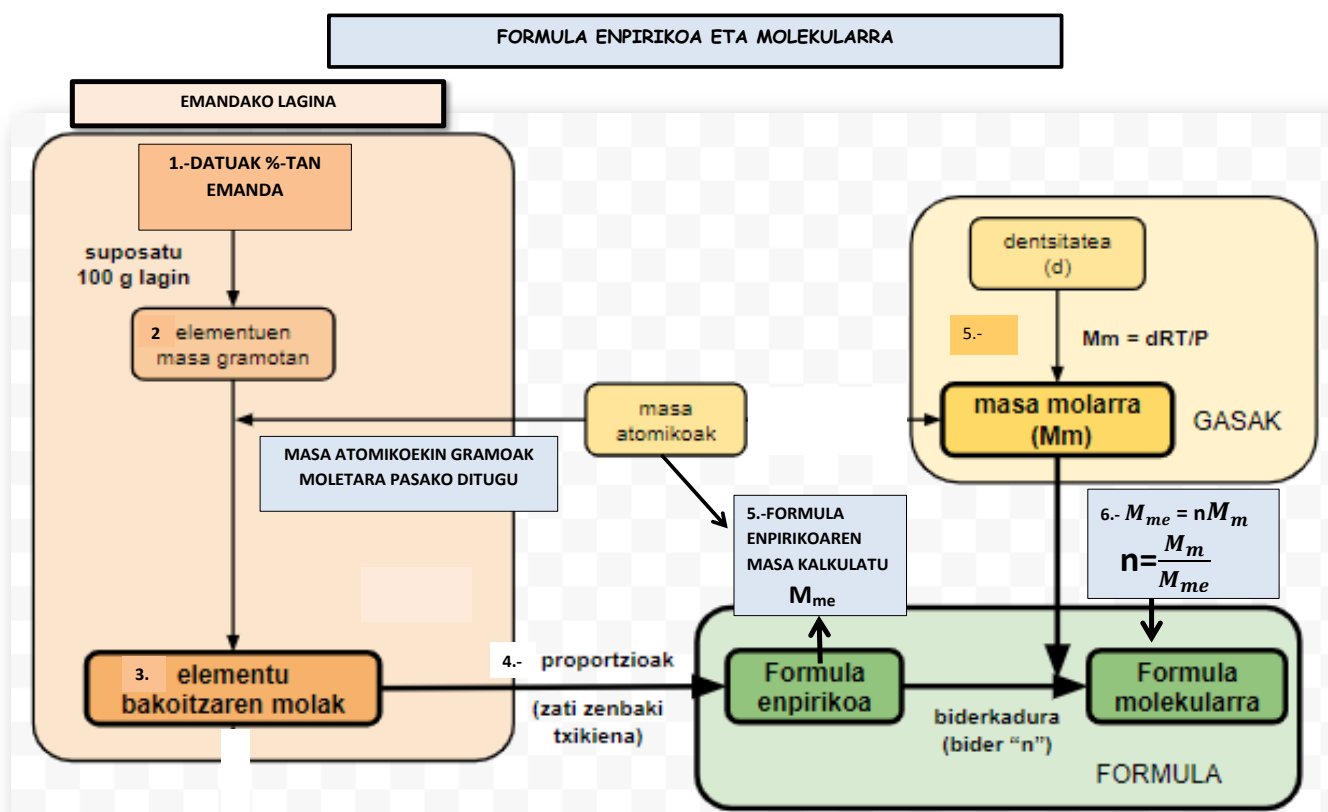 FORMULA ENPIRIKOA ETA MOLEKULARRA
EMANDAKO LAGINA
1.-DATUAK %-TAN
EMANDA
suposatu
100 g lagin
2 elementuen
masa gramotan
MASA ATOMIKOEKIN GRAMOAK
MOLETARA PASAKO DITUGU
3. elementu
bakoitzaren molak
4.- proportzioak
(zati zenbaki
txikiena)
masa
atomikoak
dentsitatea
(d)
5.-
Mm = dRT/P
masa molarra
(Mm)
GASAK
5.-FORMULA
ENPIRIKOAREN
MASA KALKULATU
Mme
6.- Mme = nMm
n=Mm/Mme
Formula
enpirikoa
biderkadura
(bider “n”)
Formula
molekularra
FORMULA